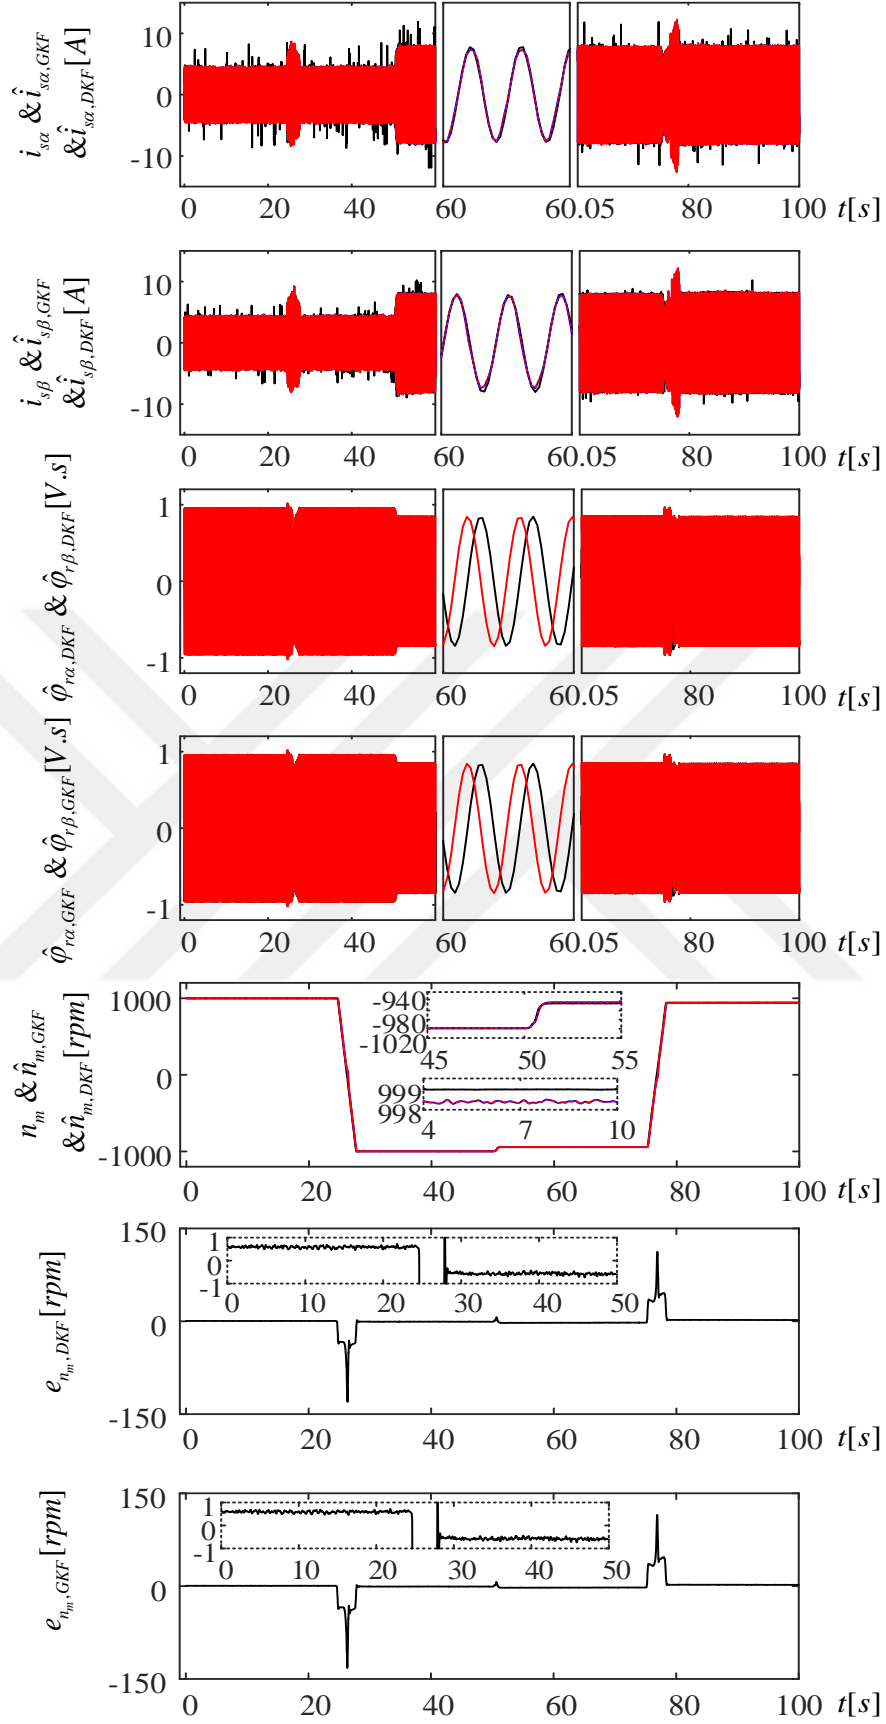 i_sα & î_sα,GKF
& î_sα,DKF [A]
10
0
-10
0 20 40 60 60.05 80 100 t[s]
i_sβ & î_sβ,GKF
& î_sβ,DKF [A]
10
0
-10
0 20 40 60 60.05 80 100 t[s]
φ̂_rα,DKF & φ̂_rβ,DKF [V.s]
1
0
-1
0 20 40 60 60.05 80 100 t[s]
φ̂_rα,GKF & φ̂_rβ,GKF [V.s]
1
0
-1
0 20 40 60 60.05 80 100 t[s]
n_m & n̂_m,GKF
& n̂_m,DKF [rpm]
1000
0
-1000
-940
-980
-1020
45 50 55
999
998
4 7 10
0 20 40 60 80 100 t[s]
e_n_m,DKF [rpm]
150
0
-150
1
0
-1
0 10 20 30 40 50
0 20 40 60 80 100 t[s]
e_n_m,GKF [rpm]
150
0
-150
1
0
-1
0 10 20 30 40 50
0 20 40 60 80 100 t[s]